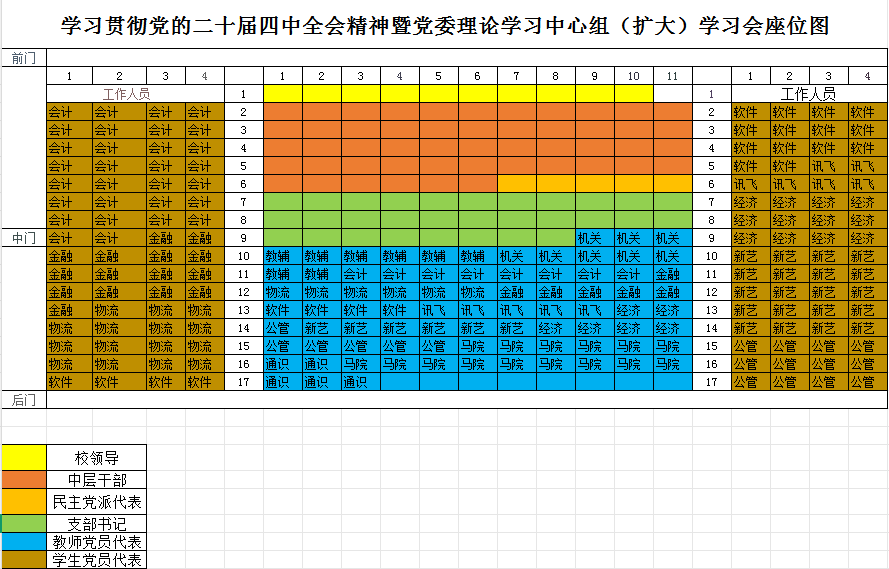 学习贯彻党的二十届四中全会精神暨党委理论学习中心组（扩大）学习会座位图
前门
1 2 3 4 1 2 3 4 5 6 7 8 9 10 11 1 2 3 4
工作人员 1 1 工作人员
会计 会计 会计 会计 2 2 软件 软件 软件 软件
会计 会计 会计 会计 3 3 软件 软件 软件 软件
会计 会计 会计 会计 4 4 软件 软件 软件 软件
会计 会计 会计 会计 5 5 软件 软件 讯飞 讯飞
会计 会计 会计 会计 6 6 讯飞 讯飞 讯飞 讯飞
会计 会计 会计 会计 7 7 经济 经济 经济 经济
会计 会计 会计 会计 8 8 经济 经济 经济 经济
中门 会计 会计 金融 金融 9 机关 机关 机关 9 经济 经济 经济 经济
金融 金融 金融 金融 10 教辅 教辅 教辅 教辅 教辅 教辅 机关 机关 机关 机关 机关 10 新艺 新艺 新艺 新艺
金融 金融 金融 金融 11 教辅 教辅 会计 会计 会计 会计 会计 会计 会计 会计 金融 11 新艺 新艺 新艺 新艺
金融 金融 金融 金融 12 物流 物流 物流 物流 物流 物流 金融 金融 金融 金融 金融 12 新艺 新艺 新艺 新艺
金融 物流 物流 物流 13 软件 软件 软件 软件 讯飞 讯飞 讯飞 讯飞 讯飞 经济 经济 13 新艺 新艺 新艺 新艺
物流 物流 物流 物流 14 公管 新艺 新艺 新艺 新艺 新艺 新艺 经济 经济 经济 经济 14 新艺 新艺 新艺 新艺
物流 物流 物流 物流 15 公管 公管 公管 公管 公管 马院 马院 马院 马院 马院 马院 15 公管 公管 公管 公管
物流 物流 物流 物流 16 通识 通识 马院 马院 马院 马院 马院 马院 马院 马院 马院 16 公管 公管 公管 公管
软件 软件 软件 软件 17 通识 通识 通识 17 公管 公管 公管 公管
后门
校领导
中层干部
民主党派代表
支部书记
教师党员代表
学生党员代表